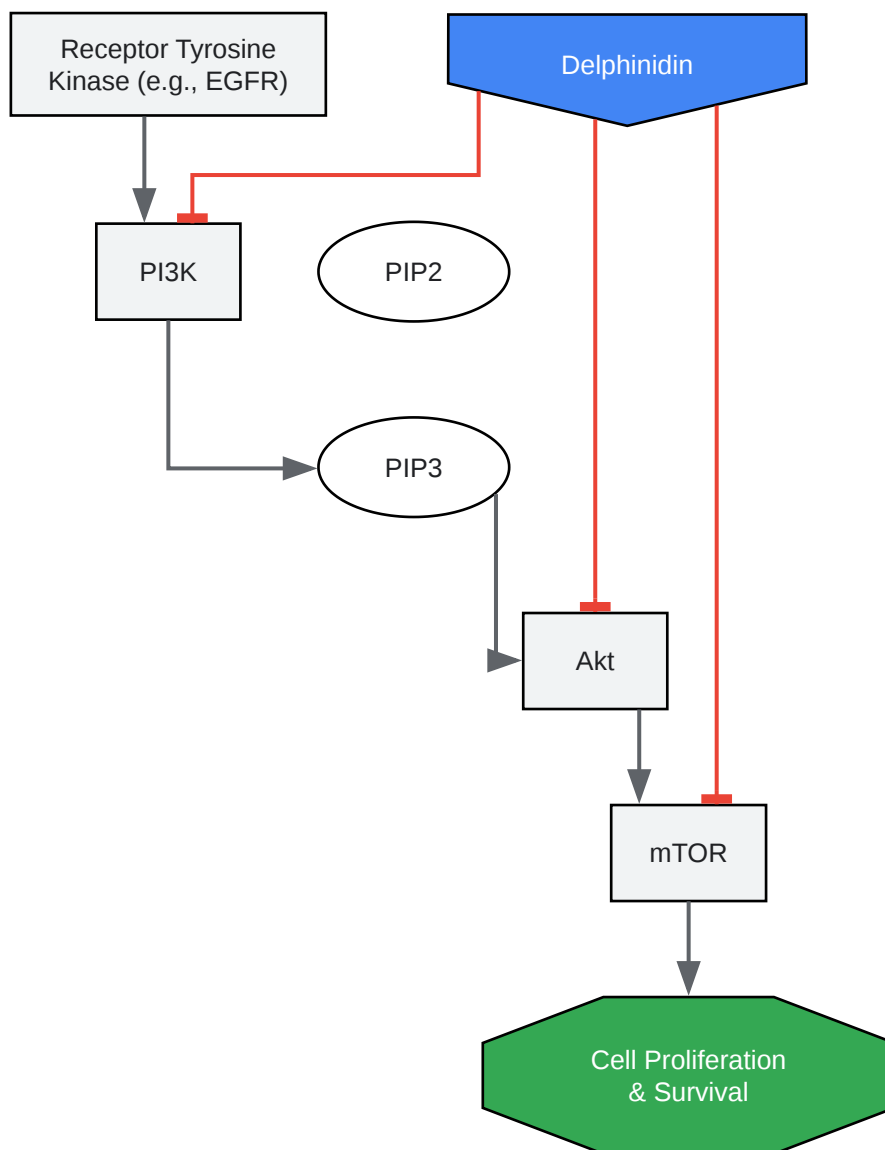 Receptor Tyrosine
Kinase (e.g., EGFR)
Delphinidin
PI3K
PIP2
PIP3
Akt
mTOR
Cell Proliferation
& Survival